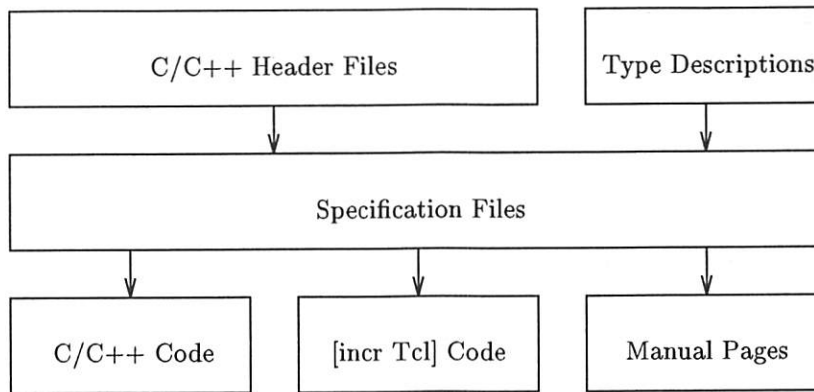 C/C++ Header Files
Type Descriptions
Specification Files
C/C++ Code
[incr Tcl] Code
Manual Pages